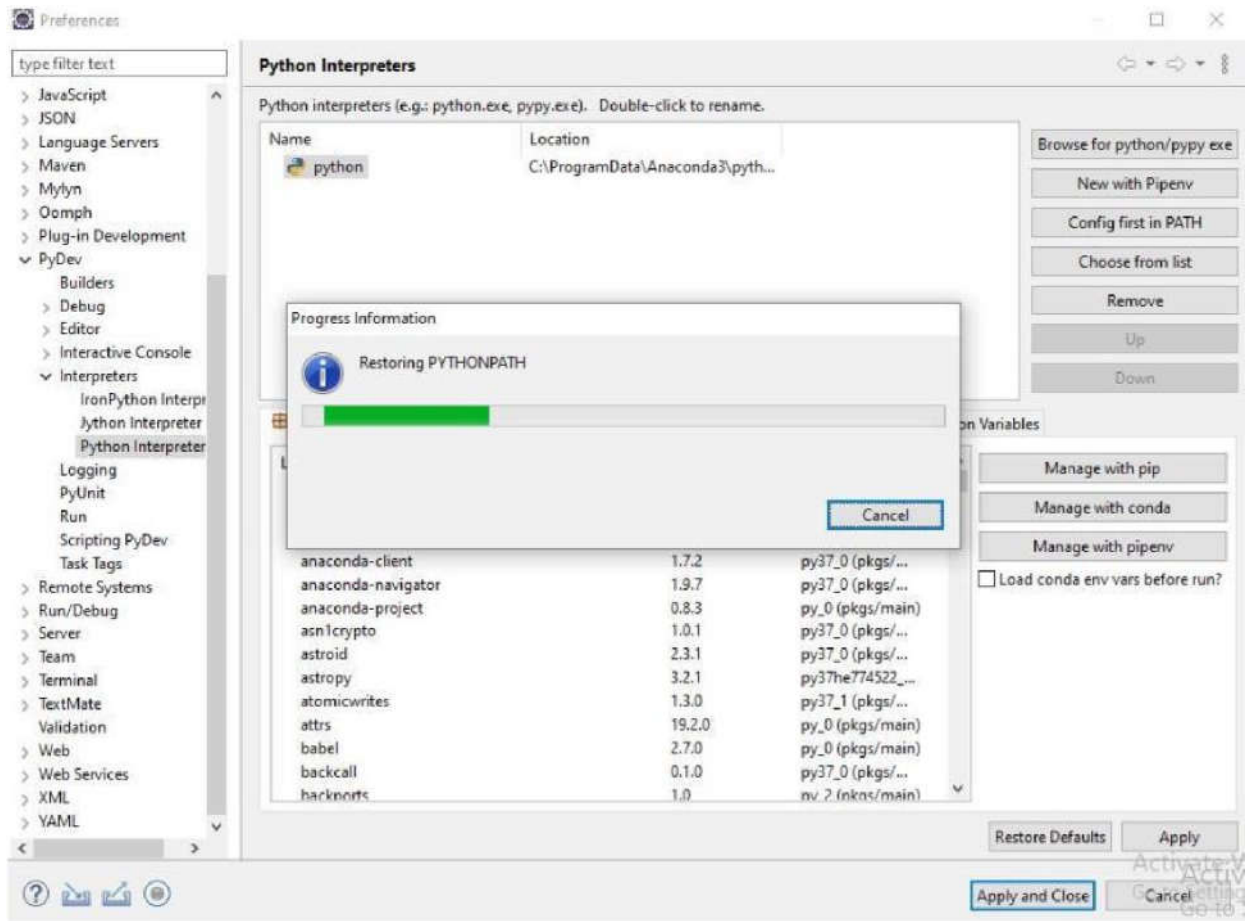 Preferences
type filter text
JavaScript
JSON
Language Servers
Maven
Mylyn
Oomph
Plug-in Development
PyDev
Builders
Debug
Editor
Interactive Console
Interpreters
IronPython Interpr
Jython Interpreter
Python Interpreter
Logging
PyUnit
Run
Scripting PyDev
Task Tags
Remote Systems
Run/Debug
Server
Team
Terminal
TextMate
Validation
Web
Web Services
XML
YAML
Python Interpreters
Python interpreters (e.g.: python.exe, pypy.exe). Double-click to rename.
Name Location
python C:\ProgramData\Anaconda3\pyth...
Browse for python/pypy exe
New with Pipenv
Config first in PATH
Choose from list
Remove
Up
Down
Progress Information
Restoring PYTHONPATH
Cancel
on Variables
Manage with pip
Manage with conda
Manage with pipenv
Load conda env vars before run?
anaconda-client 1.7.2 py37_0 (pkgs/...
anaconda-navigator 1.9.7 py37_0 (pkgs/...
anaconda-project 0.8.3 py_0 (pkgs/main)
asn1crypto 1.0.1 py37_0 (pkgs/...
astroid 2.3.1 py37_0 (pkgs/...
astropy 3.2.1 py37he774522_...
atomicwrites 1.3.0 py37_1 (pkgs/...
attrs 19.2.0 py_0 (pkgs/main)
babel 2.7.0 py_0 (pkgs/main)
backcall 0.1.0 py37_0 (pkgs/...
backports 1.0 py_2 (pkgs/main)
Restore Defaults Apply
Apply and Close Cancel